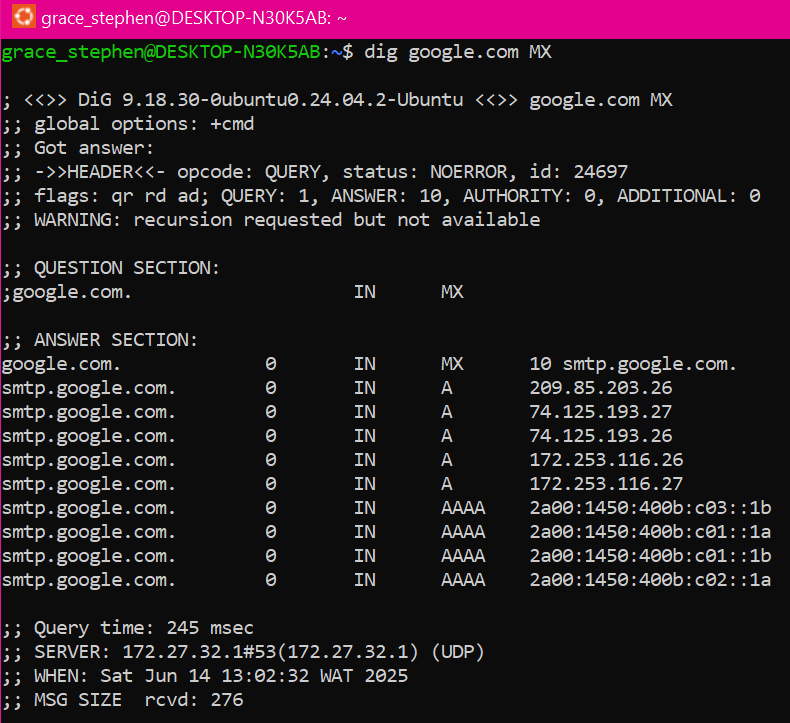 grace_stephen@DESKTOP-N30K5AB: ~
grace_stephen@DESKTOP-N30K5AB:~$ dig google.com MX
; <<>> DiG 9.18.30-0ubuntu0.24.04.2-Ubuntu <<>> google.com MX
;; global options: +cmd
;; Got answer:
;; ->>HEADER<<- opcode: QUERY, status: NOERROR, id: 24697
;; flags: qr rd ad; QUERY: 1, ANSWER: 10, AUTHORITY: 0, ADDITIONAL: 0
;; WARNING: recursion requested but not available
;; QUESTION SECTION:
;google.com. IN MX
;; ANSWER SECTION:
google.com. 0 IN MX 10 smtp.google.com.
smtp.google.com. 0 IN A 209.85.203.26
smtp.google.com. 0 IN A 74.125.193.27
smtp.google.com. 0 IN A 74.125.193.26
smtp.google.com. 0 IN A 172.253.116.26
smtp.google.com. 0 IN A 172.253.116.27
smtp.google.com. 0 IN AAAA 2a00:1450:400b:c03::1b
smtp.google.com. 0 IN AAAA 2a00:1450:400b:c01::1a
smtp.google.com. 0 IN AAAA 2a00:1450:400b:c01::1b
smtp.google.com. 0 IN AAAA 2a00:1450:400b:c02::1a
;; Query time: 245 msec
;; SERVER: 172.27.32.1#53(172.27.32.1) (UDP)
;; WHEN: Sat Jun 14 13:02:32 WAT 2025
;; MSG SIZE rcvd: 276